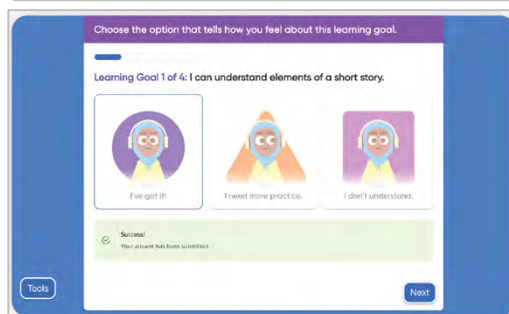 Choose the option that tells how you feel about this learning goal.
Learning Goal 1 of 4: I can understand elements of a short story.
I've got it!
I need more practice.
I don't understand.
Success!
Your answer has been submitted.
Tools
Next